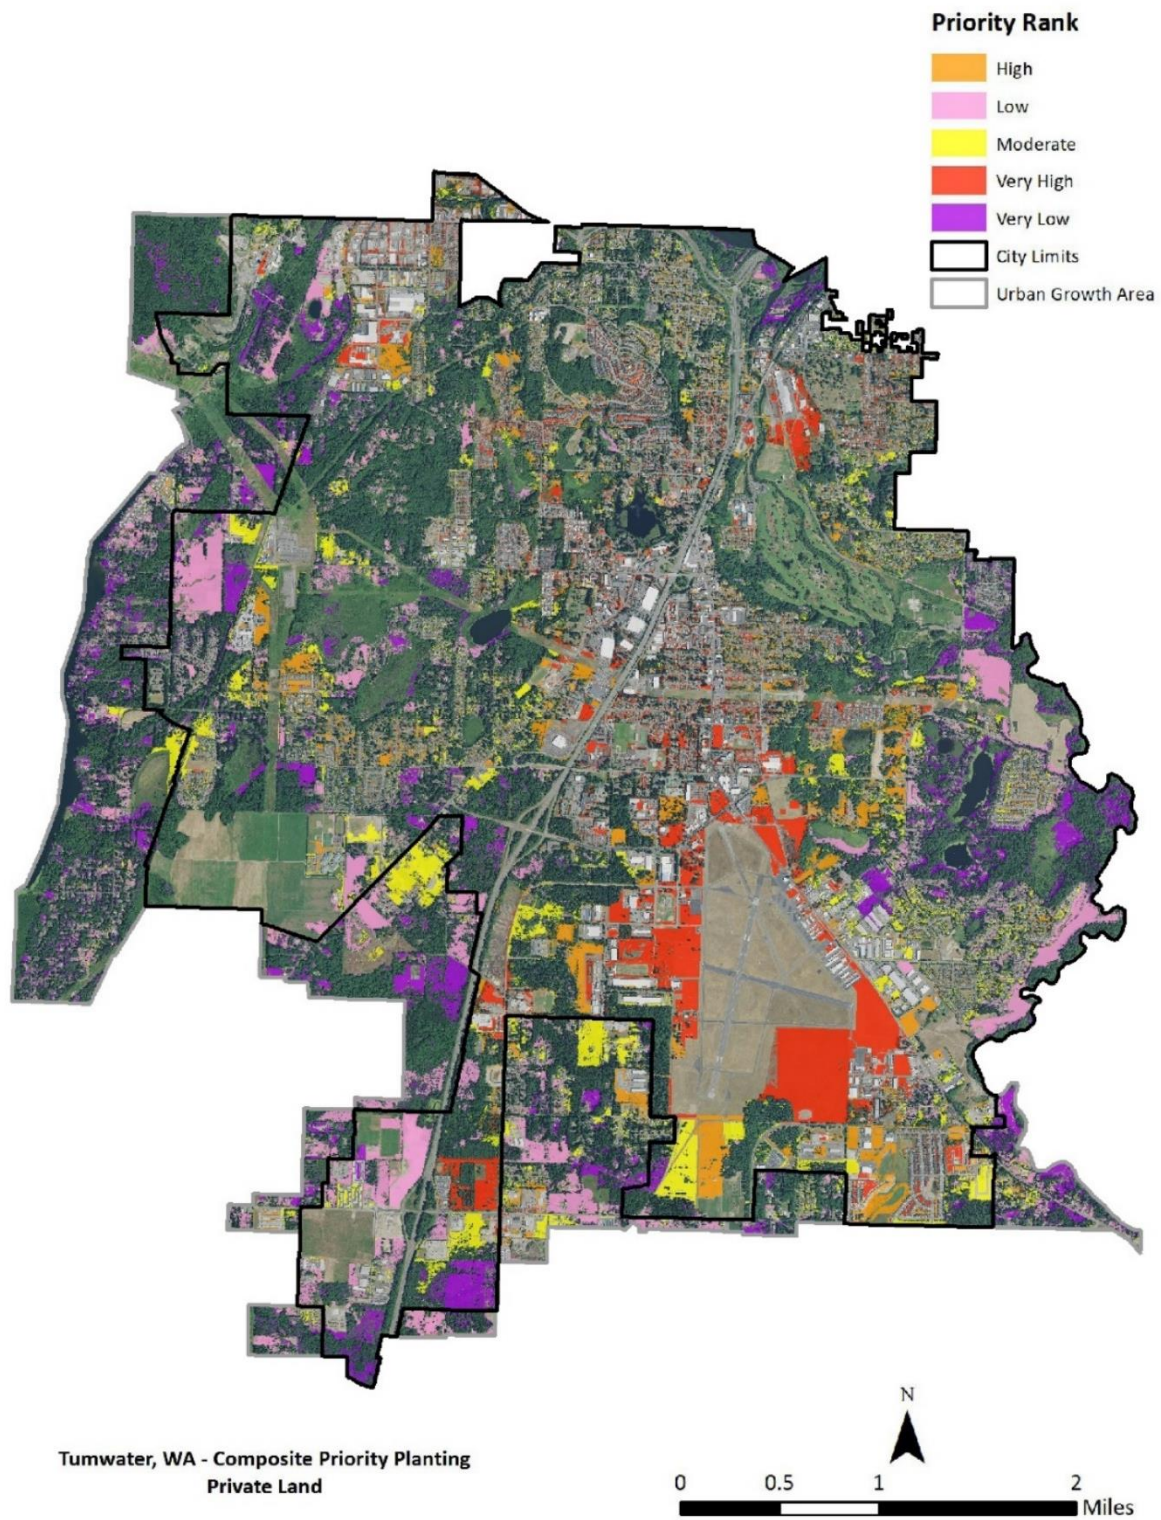 Priority Rank
High
Low
Moderate
Very High
Very Low
City Limits
Urban Growth Area
N
Tumwater, WA - Composite Priority Planting
Private Land
0 0.5 1 2
Miles